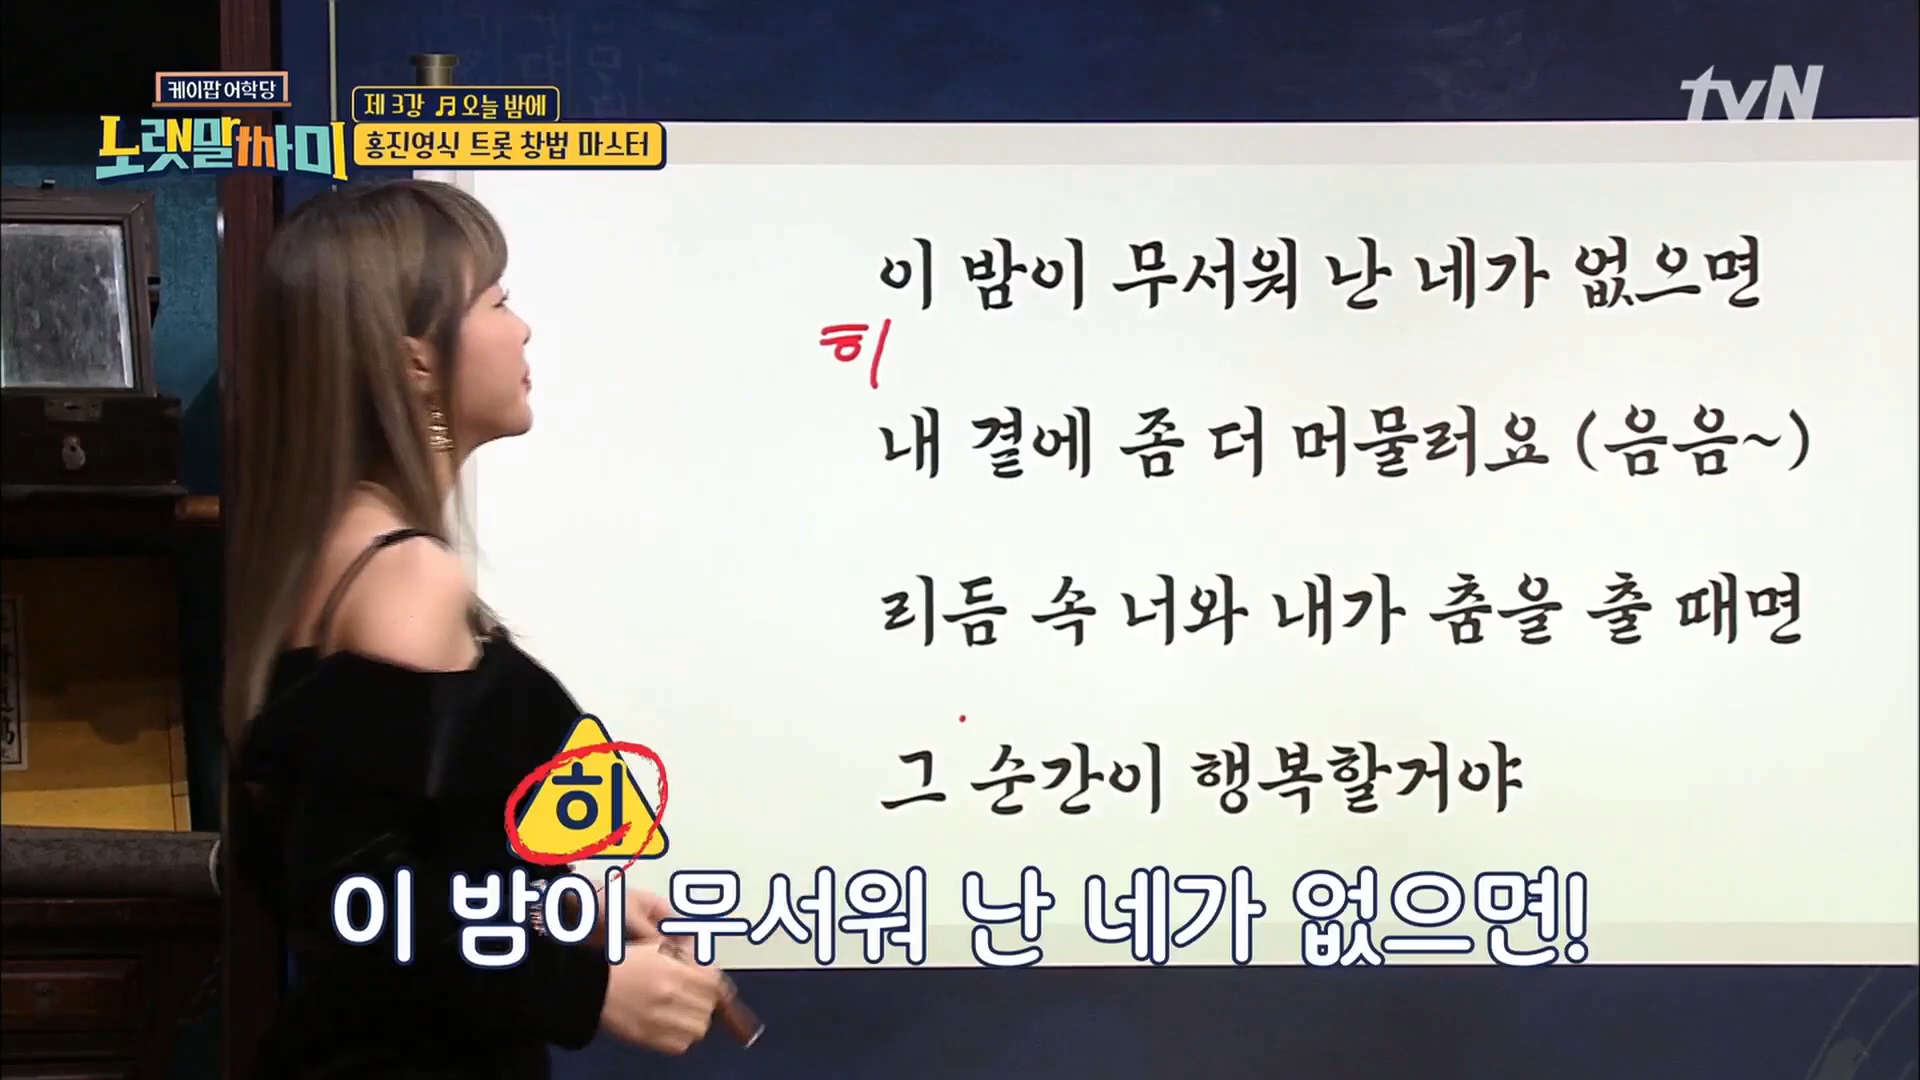 케이팝 어학당
노랫말싸미
제 3강 ♬ 오늘 밤에
홍진영식 트롯 창법 마스터
tvN
이 밤이 무서워 난 네가 없으면
히
내 곁에 좀 더 머물러요 (음음~)
리듬 속 너와 내가 춤을 출 때면
그 순간이 행복할거야
히
이 밤이 무서워 난 네가 없으면!